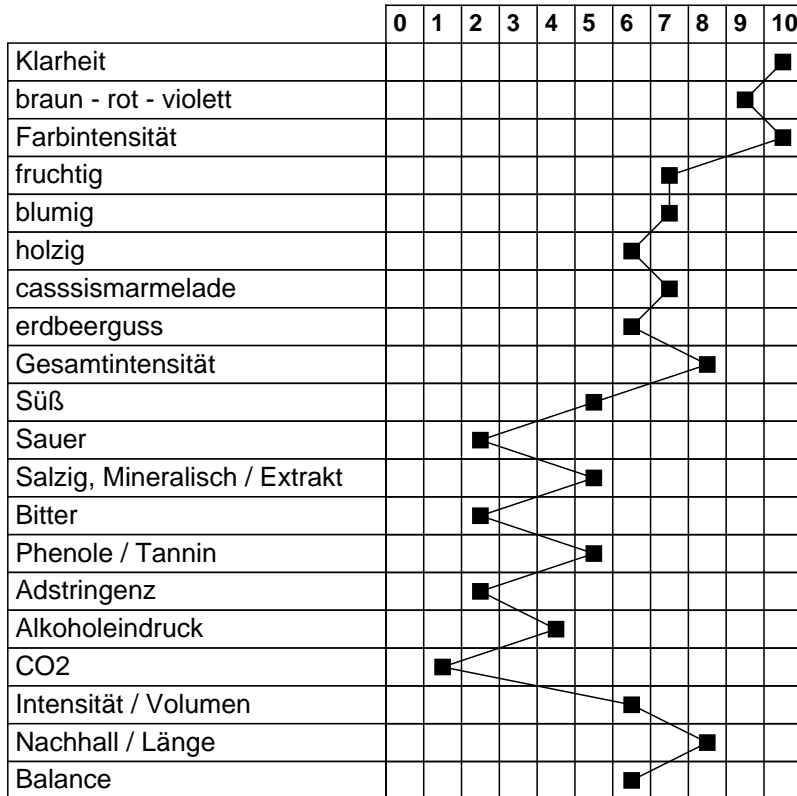 0 1 2 3 4 5 6 7 8 9 10
Klarheit
braun - rot - violett
Farbintensität
fruchtig
blumig
holzig
casssismarmelade
erdbeerguss
Gesamtintensität
Süß
Sauer
Salzig, Mineralisch / Extrakt
Bitter
Phenole / Tannin
Adstringenz
Alkoholeindruck
CO2
Intensität / Volumen
Nachhall / Länge
Balance